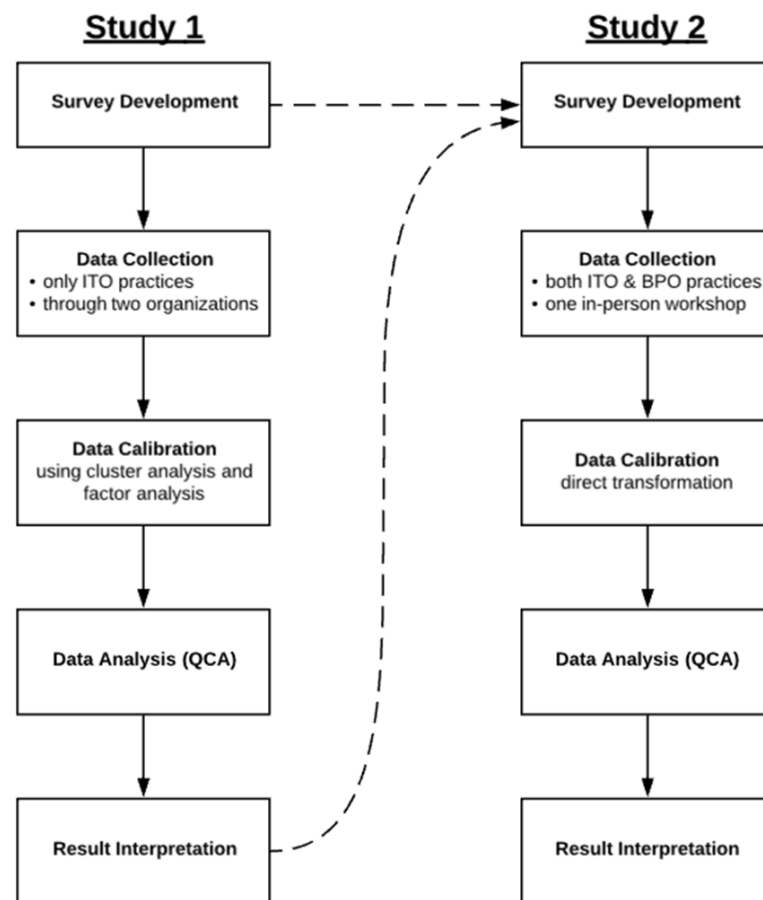 Study 1
Survey Development
Data Collection
• only ITO practices
• through two organizations
Data Calibration
using cluster analysis and
factor analysis
Data Analysis (QCA)
Result Interpretation
Study 2
Survey Development
Data Collection
• both ITO & BPO practices
• one in-person workshop
Data Calibration
direct transformation
Data Analysis (QCA)
Result Interpretation